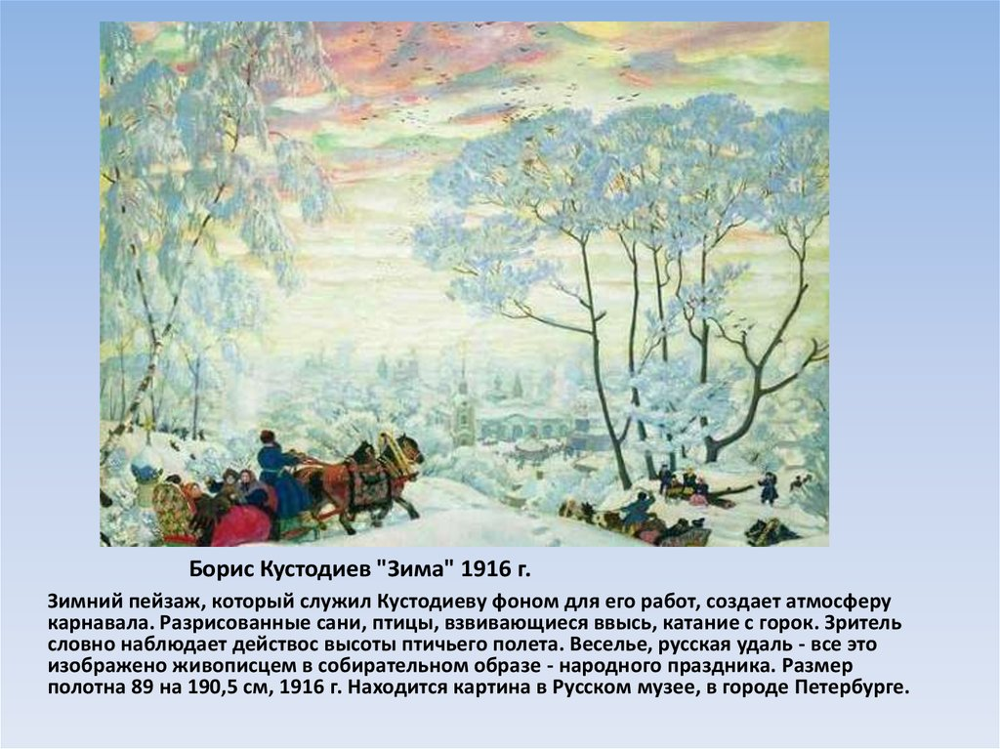 Борис Кустодиев "Зима" 1916 г.
Зимний пейзаж, который служил Кустодиеву фоном для его работ, создает атмосферу
карнавала. Разрисованные сани, птицы, взвивающиеся ввысь, катание с горок. Зритель
словно наблюдает действос высоты птичьего полета. Веселье, русская удаль - все это
изображено живописцем в собирательном образе - народного праздника. Размер
полотна 89 на 190,5 см, 1916 г. Находится картина в Русском музее, в городе Петербурге.